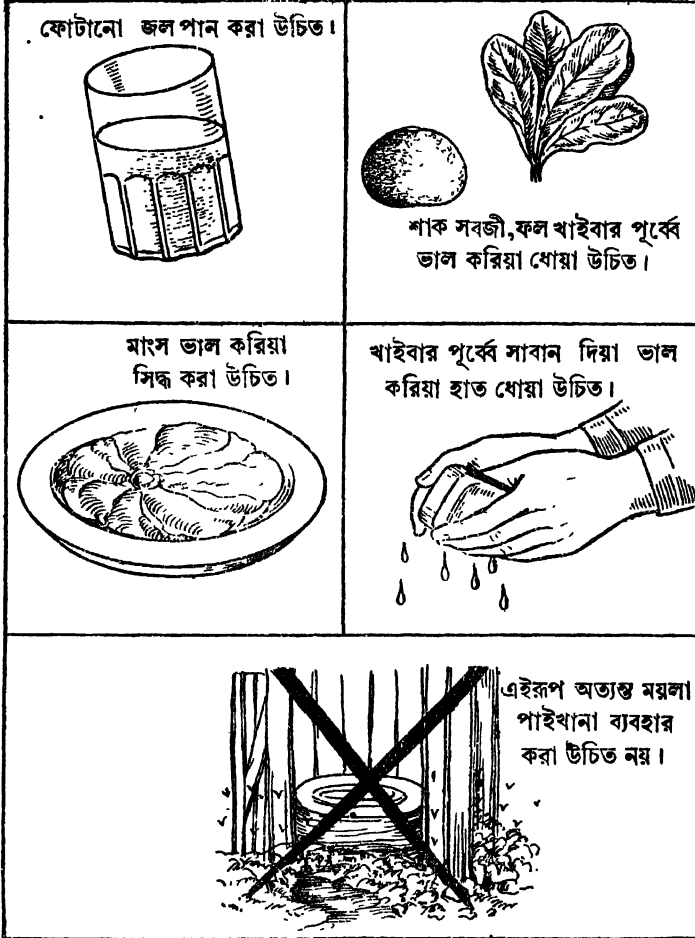 ফোটানো জল পান করা উচিত।
শাক সবজী, ফল খাইবার পূর্ব্বে
ভাল করিয়া ধোয়া উচিত।
মাংস ভাল করিয়া
সিদ্ধ করা উচিত।
খাইবার পূর্ব্বে সাবান দিয়া ভাল
করিয়া হাত ধোয়া উচিত।
এইরূপ অত্যন্ত ময়লা
পাইখানা ব্যবহার
করা উচিত নয়।